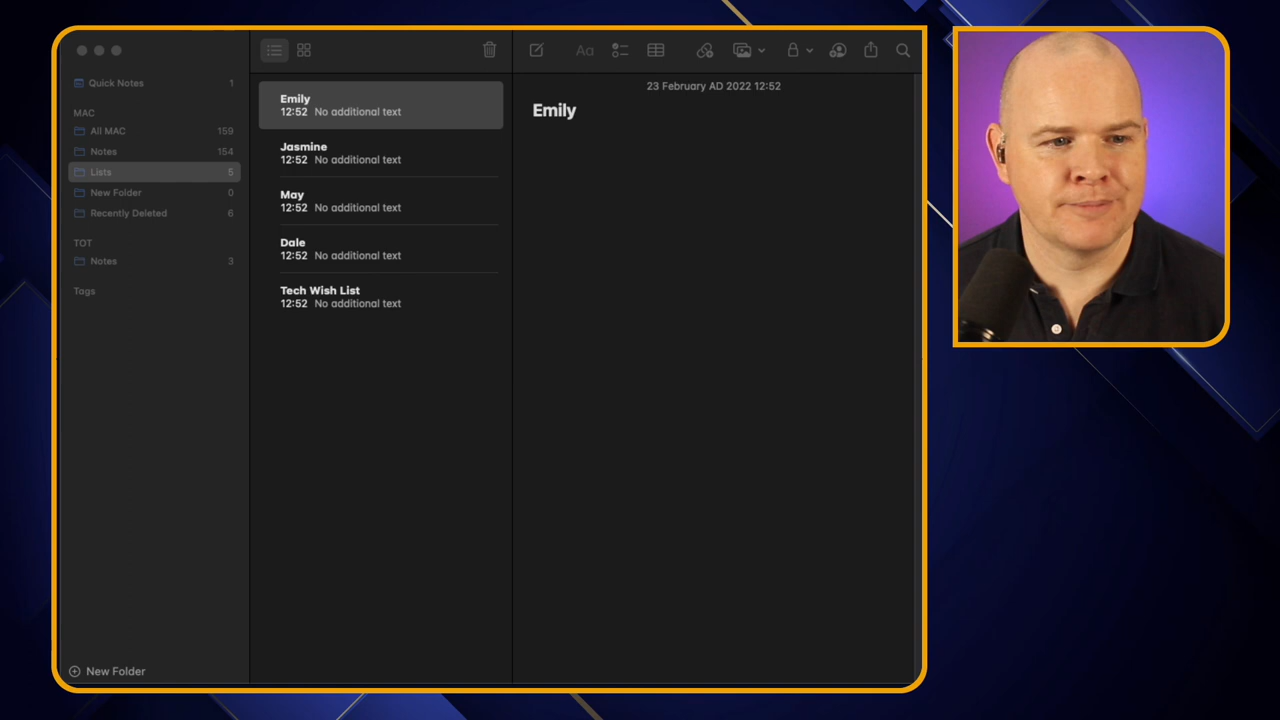 Quick Notes 1
MAC
All MAC 159
Notes 154
Lists 5
New Folder 0
Recently Deleted 6
TOT
Notes 3
Tags
New Folder
Emily
12:52 No additional text
Jasmine
12:52 No additional text
May
12:52 No additional text
Dale
12:52 No additional text
Tech Wish List
12:52 No additional text
Aa
23 February AD 2022 12:52
Emily